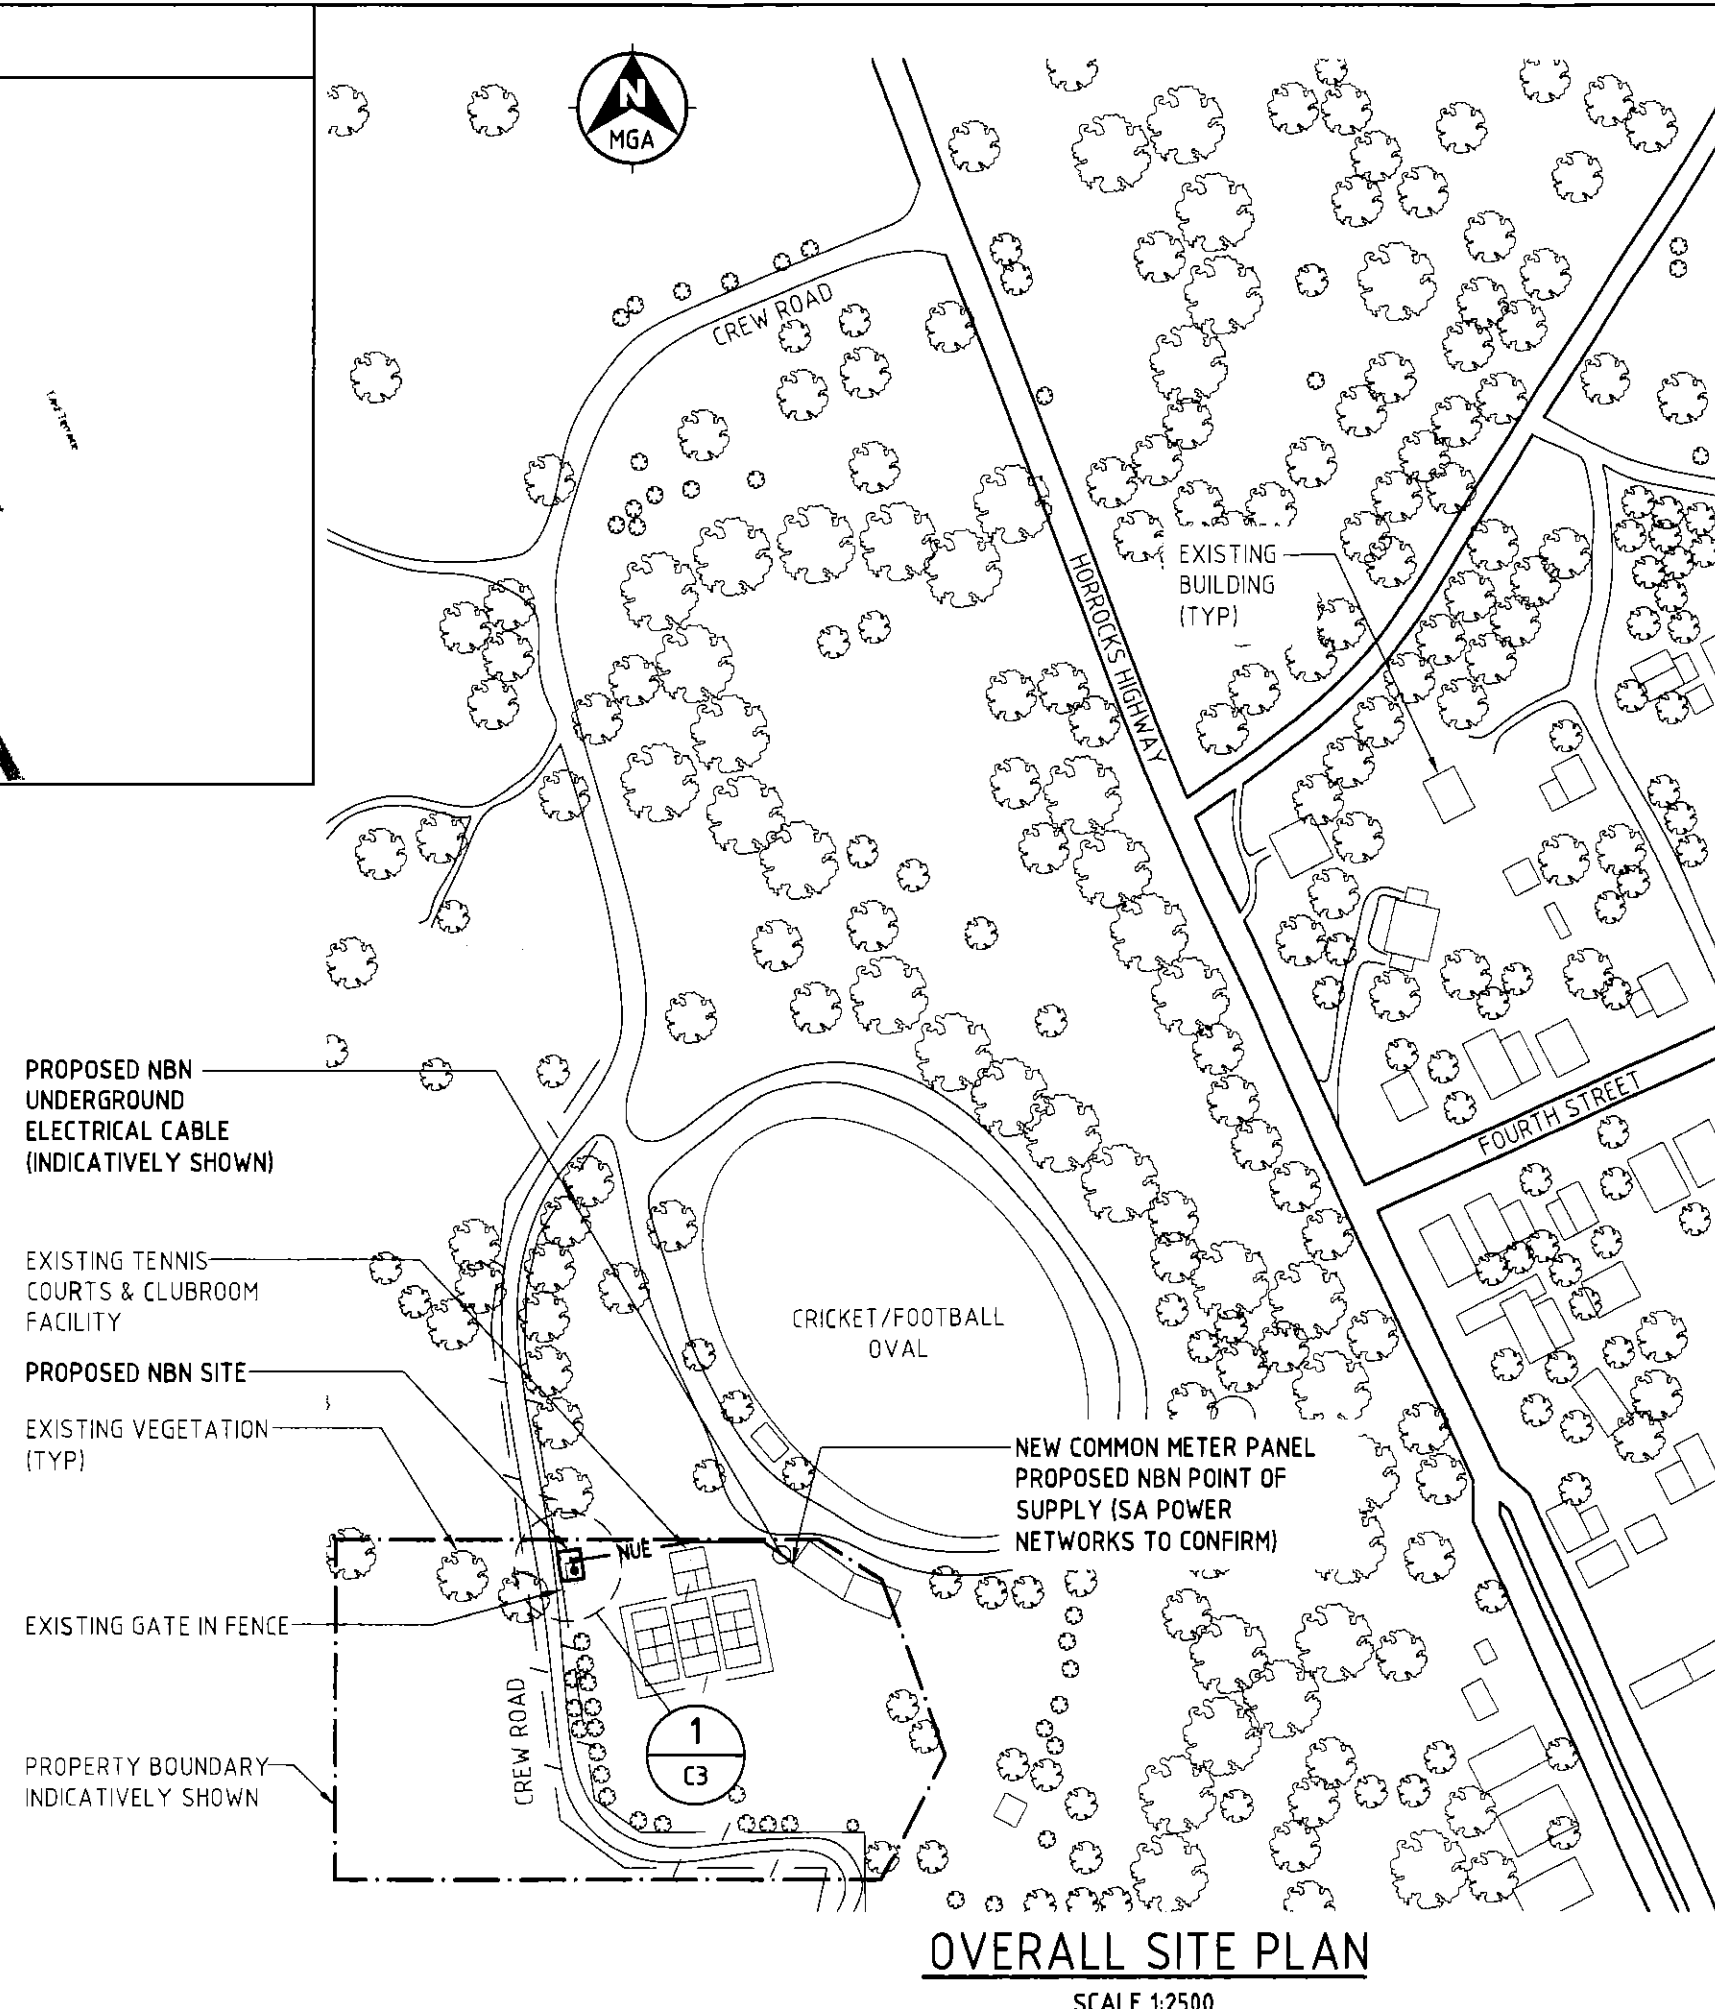 N
MGA
CREW ROAD
HORROCKS HIGHWAY
EXISTING
BUILDING
(TYP)
FOURTH STREET
PROPOSED NBN
UNDERGROUND
ELECTRICAL CABLE
(INDICATIVELY SHOWN)
EXISTING TENNIS
COURTS & CLUBROOM
FACILITY
PROPOSED NBN SITE
EXISTING VEGETATION
(TYP)
CRICKET/FOOTBALL
OVAL
NEW COMMON METER PANEL
PROPOSED NBN POINT OF
SUPPLY (SA POWER
NETWORKS TO CONFIRM)
NUE
EXISTING GATE IN FENCE
CREW ROAD
1
C3
PROPERTY BOUNDARY
INDICATIVELY SHOWN
OVERALL SITE PLAN
SCALE 1:2500